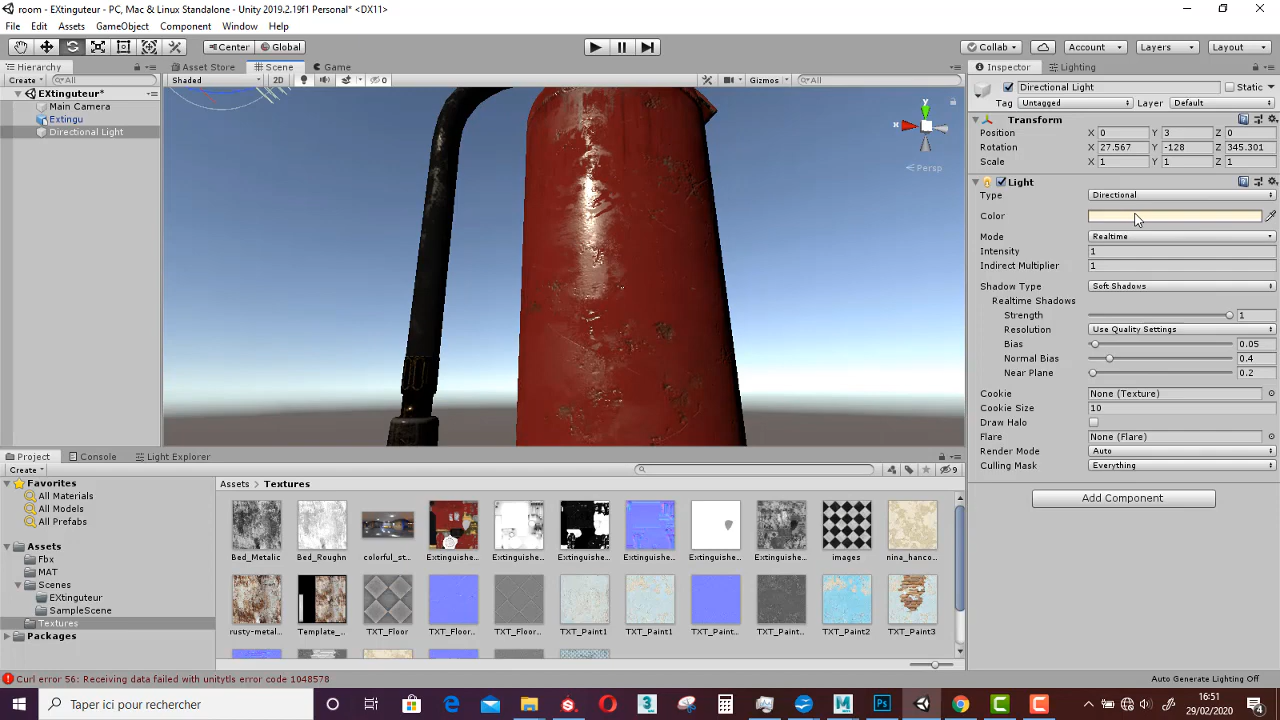 room - EXtinguteur - PC, Mac & Linux Standalone - Unity 2019.2.19f1 Personal* <DX11>
File Edit Assets GameObject Component Window Help
Center Global Collab Account Layers Layout
Hierarchy Asset Store Scene Game Inspector Lighting
Create All Shaded 2D 0 Gizmos All
EXtinguteur*
Main Camera
Extingu
Directional Light
y
x
Persp
Directional Light Static
Tag Untagged Layer Default
Transform
Position X 0 Y 3 Z 0
Rotation X 27.567 Y -128 Z 345.301
Scale X 1 Y 1 Z 1
Light
Type Directional
Color
Mode Realtime
Intensity 1
Indirect Multiplier 1
Shadow Type Soft Shadows
Realtime Shadows
Strength 1
Resolution Use Quality Settings
Bias 0.05
Normal Bias 0.4
Near Plane 0.2
Cookie None (Texture)
Cookie Size 10
Draw Halo
Flare None (Flare)
Render Mode Auto
Culling Mask Everything
Add Component
Project Console Light Explorer
Create 9
Favorites
All Materials
All Models
All Prefabs
Assets
Fbx
MAT
Scenes
EXtinguteur
SampleScene
Textures
Packages
Assets Textures
Bed_Metalic Bed_Roughn colorful_st... Extinguishe... Extinguishe... Extinguishe... Extinguishe... Extinguishe... Extinguishe... images nina_hanco...
rusty-metal... Template_... TXT_Floor TXT_Floor... TXT_Floor... TXT_Paint1 TXT_Paint1 TXT_Paint... TXT_Paint... TXT_Paint2 TXT_Paint3
Curl error 56: Receiving data failed with unitytls error code 1048578
Auto Generate Lighting Off
Taper ici pour rechercher
16:51
29/02/2020